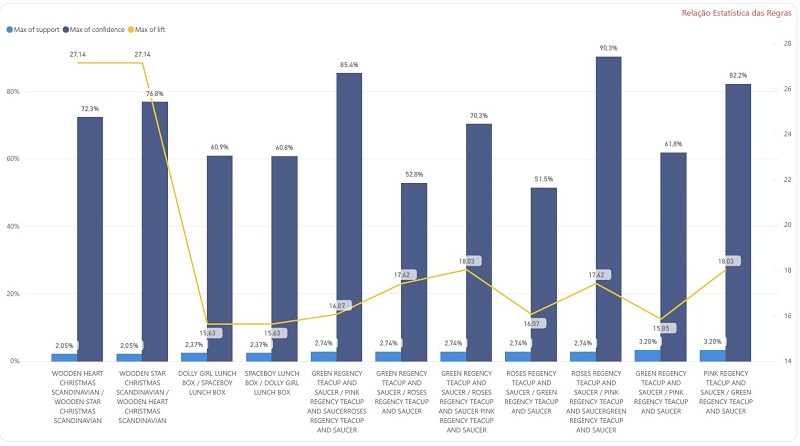 Relação Estatística das Regras
Max of support Max of confidence Max of lift
27,14
27,14
72,3%
76,8%
60,9%
60,8%
85,4%
52,8%
70,3%
51,5%
90,3%
61,8%
82,2%
15,63
15,63
16,07
17,62
18,03
16,07
17,62
15,85
18,03
2,05%
2,05%
2,37%
2,37%
2,74%
2,74%
2,74%
2,74%
2,74%
3,20%
3,20%
80%
60%
40%
20%
0%
28
26
24
22
20
18
16
14
WOODEN HEART
CHRISTMAS
SCANDINAVIAN /
WOODEN STAR
CHRISTMAS
SCANDINAVIAN
WOODEN STAR
CHRISTMAS
SCANDINAVIAN /
WOODEN HEART
CHRISTMAS
SCANDINAVIAN
DOLLY GIRL LUNCH
BOX / SPACEBOY
LUNCH BOX
SPACEBOY LUNCH
BOX / DOLLY GIRL
LUNCH BOX
GREEN REGENCY
TEACUP AND
SAUCER / PINK
REGENCY TEACUP
AND SAUCERROSES
REGENCY TEACUP
AND SAUCER
GREEN REGENCY
TEACUP AND
SAUCER / ROSES
REGENCY TEACUP
AND SAUCER
GREEN REGENCY
TEACUP AND
SAUCER / ROSES
REGENCY TEACUP
AND SAUCER PINK
REGENCY TEACUP
AND SAUCER
ROSES REGENCY
TEACUP AND
SAUCER / GREEN
REGENCY TEACUP
AND SAUCER
ROSES REGENCY
TEACUP AND
SAUCER / PINK
REGENCY TEACUP
AND SAUCERGREEN
REGENCY TEACUP
AND SAUCER
GREEN REGENCY
TEACUP AND
SAUCER / PINK
REGENCY TEACUP
AND SAUCER
PINK REGENCY
TEACUP AND
SAUCER / GREEN
REGENCY TEACUP
AND SAUCER